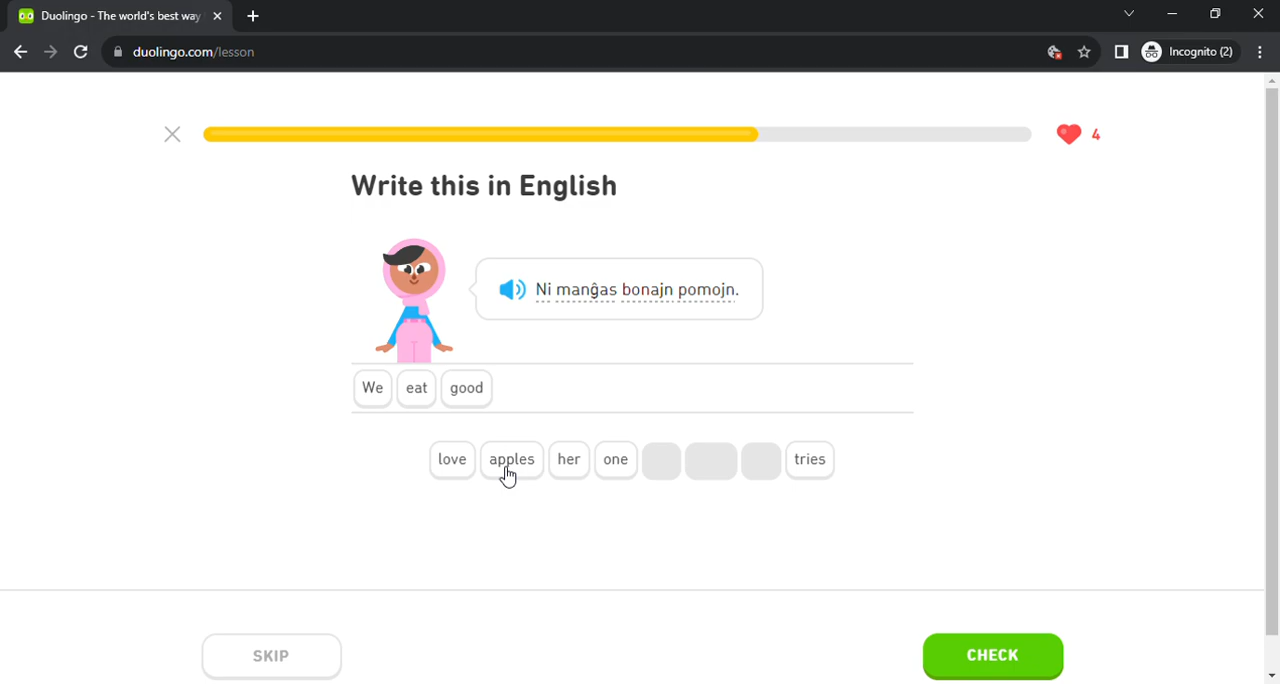 Duolingo - The world's best way
duolingo.com/lesson
Incognito (2)
4
Write this in English
Ni manĝas bonajn pomojn.
We eat good
love apples her one tries
SKIP
CHECK